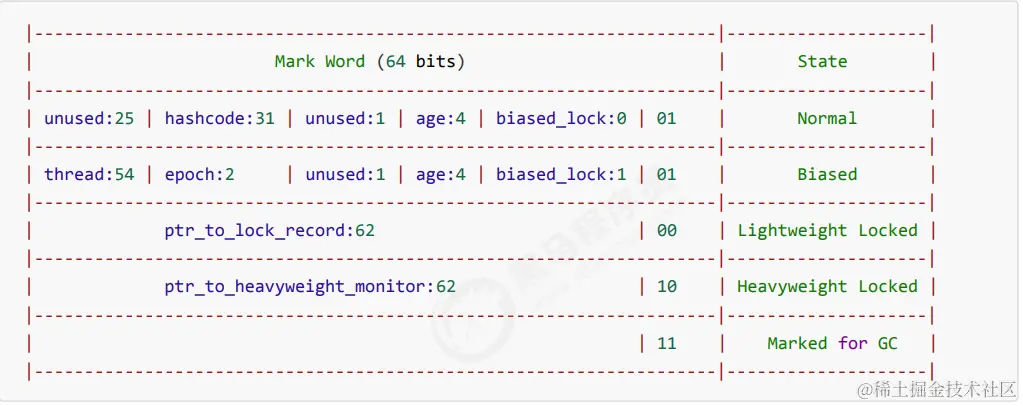 |--------------------------------------------------------------|--------------------|
| Mark Word (64 bits) | State |
|--------------------------------------------------------------|--------------------|
| unused:25 | hashcode:31 | unused:1 | age:4 | biased_lock:0 | 01 | Normal |
|--------------------------------------------------------------|--------------------|
| thread:54 | epoch:2 | unused:1 | age:4 | biased_lock:1 | 01 | Biased |
|--------------------------------------------------------------|--------------------|
| ptr_to_lock_record:62 | 00 | Lightweight Locked |
|--------------------------------------------------------------|--------------------|
| ptr_to_heavyweight_monitor:62 | 10 | Heavyweight Locked |
|--------------------------------------------------------------|--------------------|
| | 11 | Marked for GC |
|--------------------------------------------------------------|--------------------|
@稀土掘金技术社区